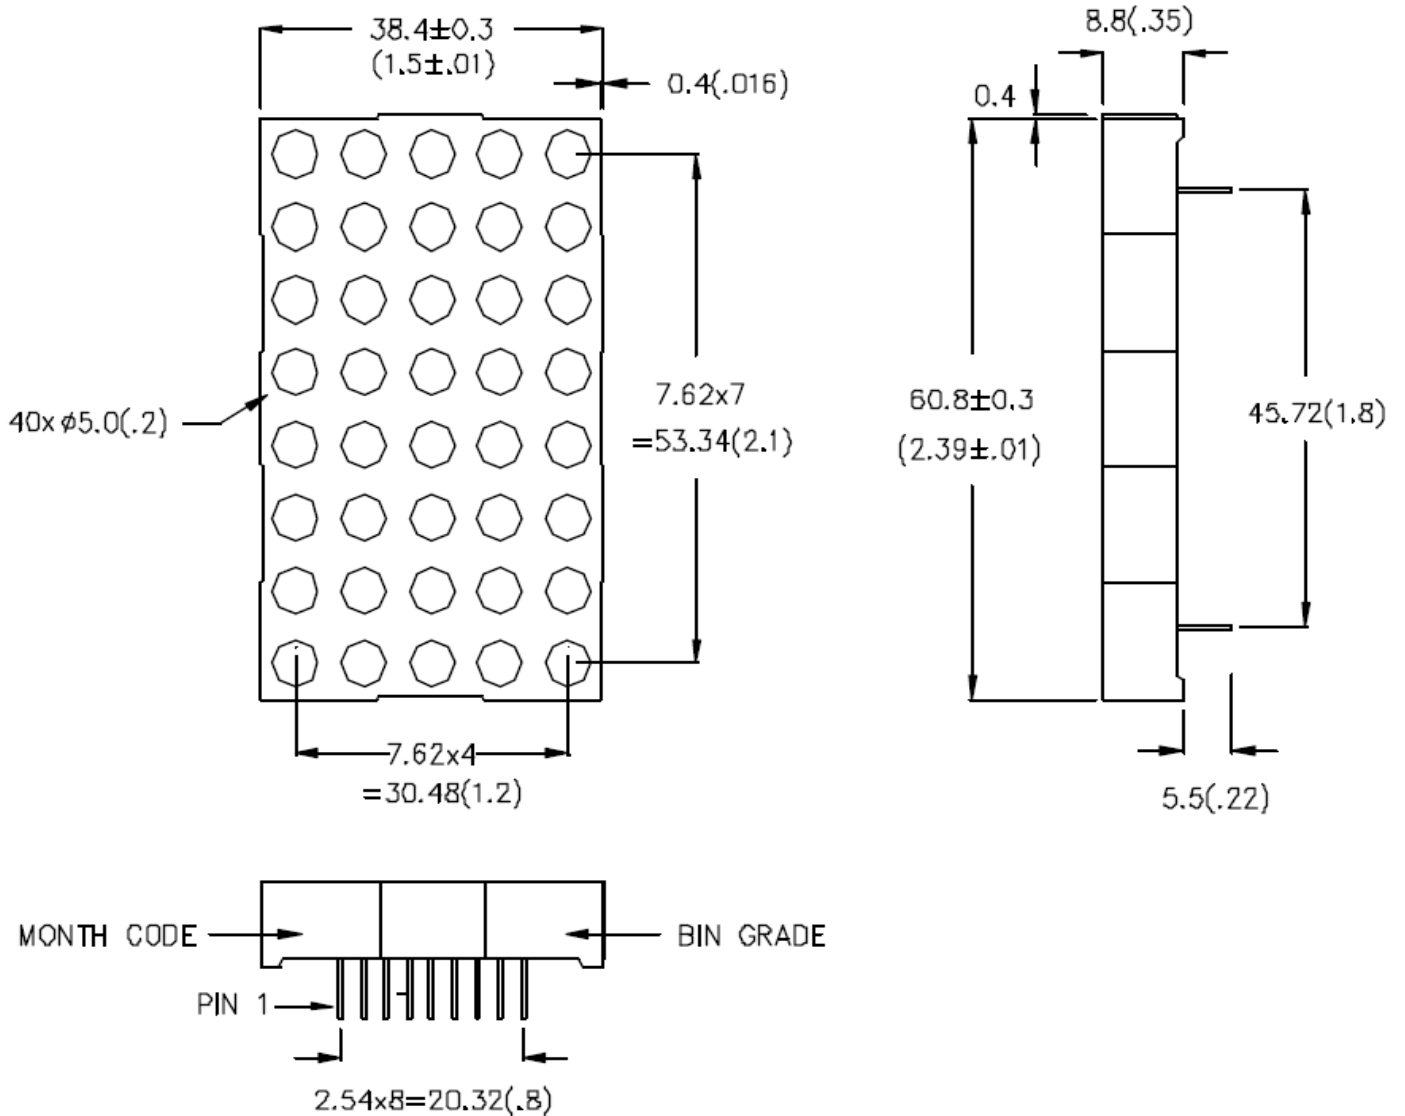 38.4±0.3
(1.5±.01)
0.4(.016)
8.8(.35)
0.4
40xφ5.0(.2)
7.62x7
=53.34(2.1)
60.8±0.3
(2.39±.01)
45.72(1.8)
7.62x4
=30.48(1.2)
5.5(.22)
MONTH CODE
BIN GRADE
PIN 1
2.54x8=20.32(.8)